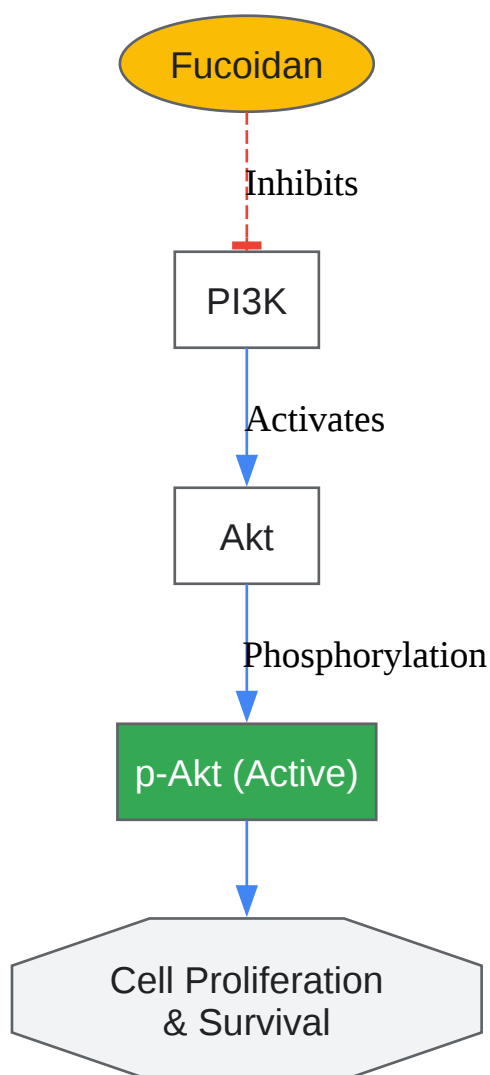 Fucoidan
Inhibits
PI3K
Activates
Akt
Phosphorylation
p-Akt (Active)
Cell Proliferation
& Survival